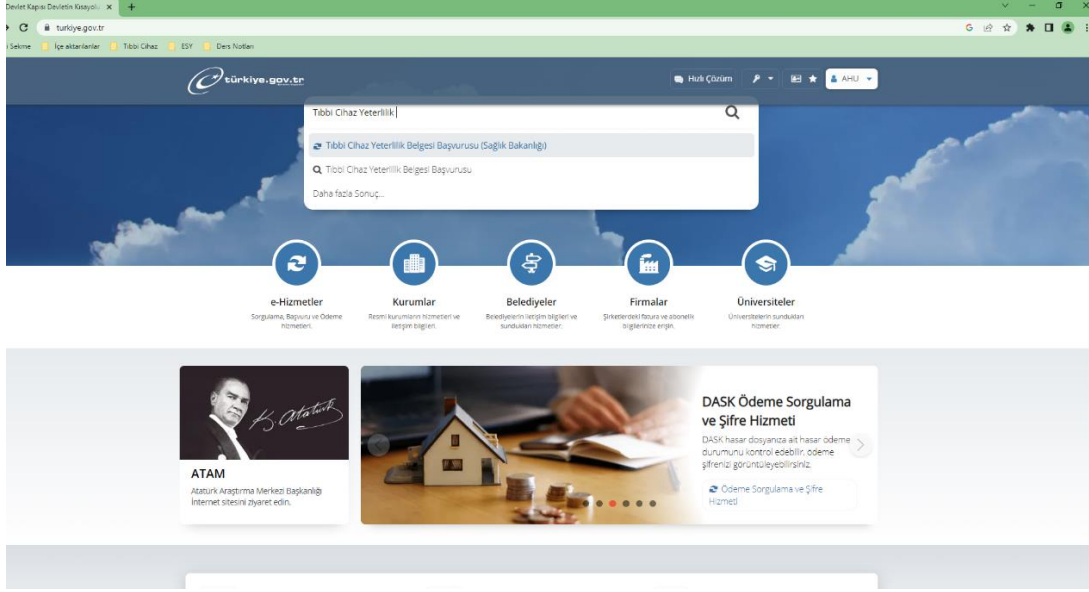 Devlet Kapısı Devletin Kısayolu
turkiye.gov.tr
Sekme İçe aktarılanlar Tıbbi Cihaz ESY Ders Notları
türkiye.gov.tr
Hızlı Çözüm
AHU
Tıbbi Cihaz Yeterlilik
Tıbbi Cihaz Yeterlilik Belgesi Başvurusu (Sağlık Bakanlığı)
Tıbbi Cihaz Yeterlilik Belgesi Başvurusu
Daha fazla Sonuç...
e-Hizmetler
Sorgulama, Başvuru ve Ödeme
hizmetleri.
Kurumlar
Resmi kurumların hizmetleri ve
iletişim bilgileri.
Belediyeler
Belediyelerin iletişim bilgileri ve
sundukları hizmetler.
Firmalar
Şirketlerdeki fatura ve abonelik
bilgilerinize erişin.
Üniversiteler
Üniversitelerin sundukları
hizmetler.
K. Atatürk
ATAM
Atatürk Araştırma Merkezi Başkanlığı
İnternet sitesini ziyaret edin.
DASK Ödeme Sorgulama
ve Şifre Hizmeti
DASK hasar dosyanıza ait hasar ödeme
durumunu kontrol edebilir, ödeme
şifrenizi görüntüleyebilirsiniz.
Ödeme Sorgulama ve Şifre
Hizmeti